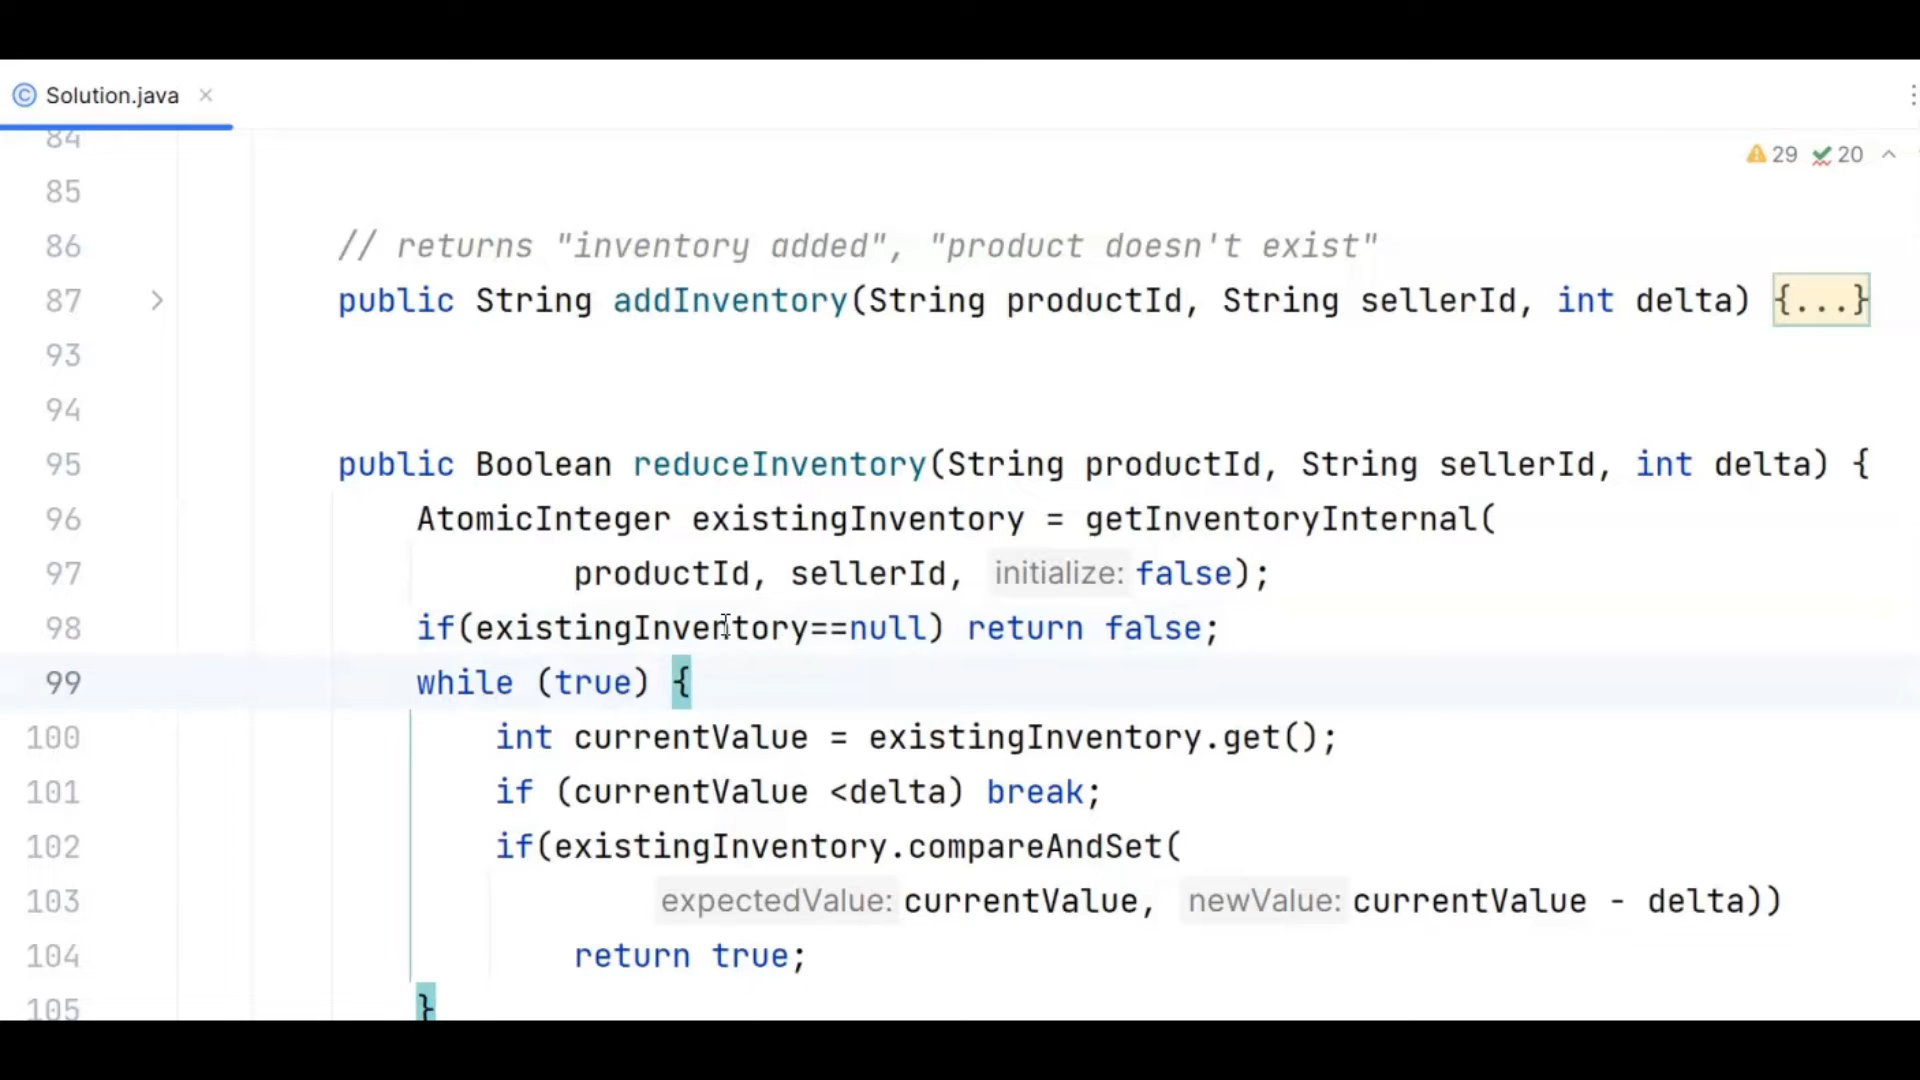 Solution.java
84
29 20
85
86 // returns "inventory added", "product doesn't exist"
87 public String addInventory(String productId, String sellerId, int delta) {...}
93
94
95 public Boolean reduceInventory(String productId, String sellerId, int delta) {
96 AtomicInteger existingInventory = getInventoryInternal(
97 productId, sellerId, initialize: false);
98 if(existingInventory==null) return false;
99 while (true) {
100 int currentValue = existingInventory.get();
101 if (currentValue <delta) break;
102 if(existingInventory.compareAndSet(
103 expectedValue: currentValue, newValue: currentValue - delta))
104 return true;
105 }